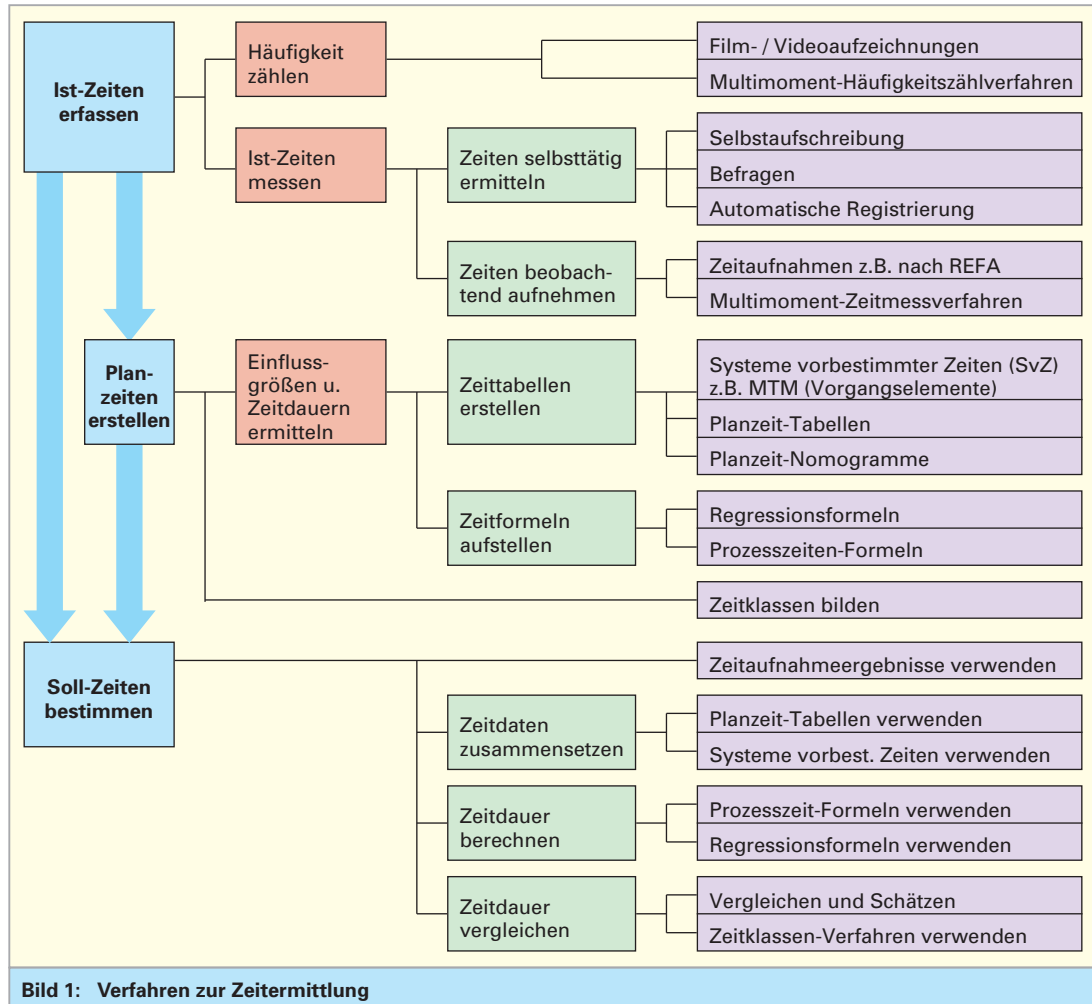 Ist-Zeiten
erfassen
Häufigkeit
zählen
Film- / Videoaufzeichnungen
Multimoment-Häufigkeitszählverfahren
Ist-Zeiten
messen
Zeiten selbsttätig
ermitteln
Selbstaufschreibung
Befragen
Automatische Registrierung
Zeiten beobach-
tend aufnehmen
Zeitaufnahmen z.B. nach REFA
Multimoment-Zeitmessverfahren
Plan-
zeiten
erstellen
Einfluss-
größen u.
Zeitdauern
ermitteln
Zeittabellen
erstellen
Systeme vorbestimmter Zeiten (SvZ)
z.B. MTM (Vorgangselemente)
Planzeit-Tabellen
Planzeit-Nomogramme
Zeitformeln
aufstellen
Regressionsformeln
Prozesszeiten-Formeln
Zeitklassen bilden
Soll-Zeiten
bestimmen
Zeitaufnahmeergebnisse verwenden
Zeitdaten
zusammensetzen
Planzeit-Tabellen verwenden
Systeme vorbest. Zeiten verwenden
Zeitdauer
berechnen
Prozesszeit-Formeln verwenden
Regressionsformeln verwenden
Zeitdauer
vergleichen
Vergleichen und Schätzen
Zeitklassen-Verfahren verwenden
Bild 1: Verfahren zur Zeitermittlung